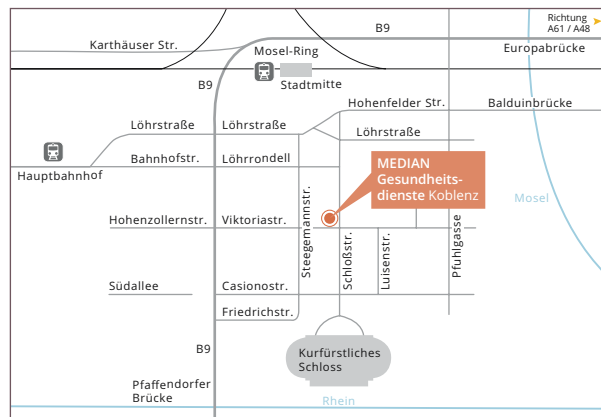 Richtung
A61 / A48
B9
Karthäuser Str.
Mosel-Ring
Europabrücke
B9
Stadtmitte
Hohenfelder Str.
Balduinbrücke
Löhrstraße
Löhrstraße
Löhrstraße
Bahnhofstr.
Löhrrondell
Hauptbahnhof
MEDIAN
Gesundheits-
dienste Koblenz
Mosel
Hohenzollernstr.
Viktoriastr.
Steegemannstr.
Schloßstr.
Luisenstr.
Pfuhlgasse
Südallee
Casionostr.
Friedrichstr.
B9
Kurfürstliches
Schloss
Pfaffendorfer
Brücke
Rhein